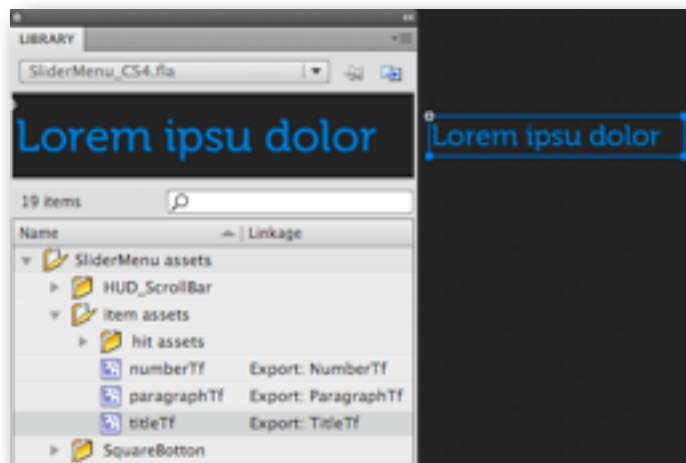 LIBRARY
SliderMenu_CS4.fla
Lorem ipsu dolor
Lorem ipsu dolor
19 items
Name Linkage
SliderMenu assets
HUD_ScrollBar
item assets
hit assets
numberTf Export: NumberTf
paragraphTf Export: ParagraphTf
titleTf Export: TitleTf
SquareBotton